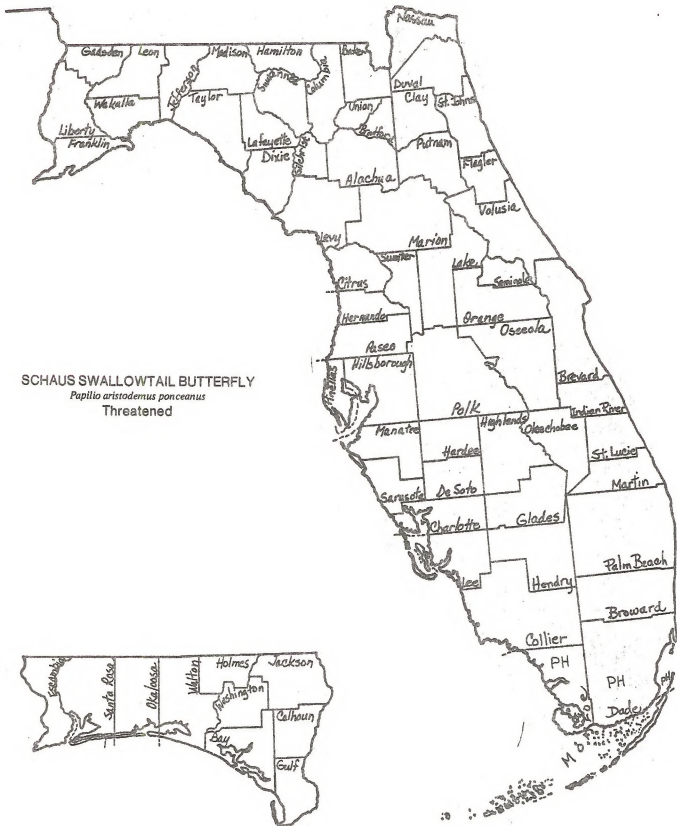 Nassau
Gadsden Leon Madison Hamilton Baker
Jefferson Suwannee Columbia
Duval
Wakulla Taylor Union Clay St. Johns
Bradford
Liberty Lafayette Putnam
Franklin Dixie Gilchrist Flagler
Alachua
Volusia
Levy Marion
Sumter Lake
Citrus Seminole
Hernando Orange
Osceola
Pasco
Hillsborough
SCHAUS SWALLOWTAIL BUTTERFLY
Papilio aristodemus ponceanus
Threatened
Pinellas Brevard
Polk Highlands Indian River
Manatee Okeechobee
Hardee St. Lucie
Sarasota De Soto Martin
Charlotte Glades
Lee Hendry Palm Beach
Broward
Collier
PH PH PH
Dade
Escambia Santa Rosa Okaloosa Walton Holmes Jackson
Washington
Bay Calhoun
Gulf